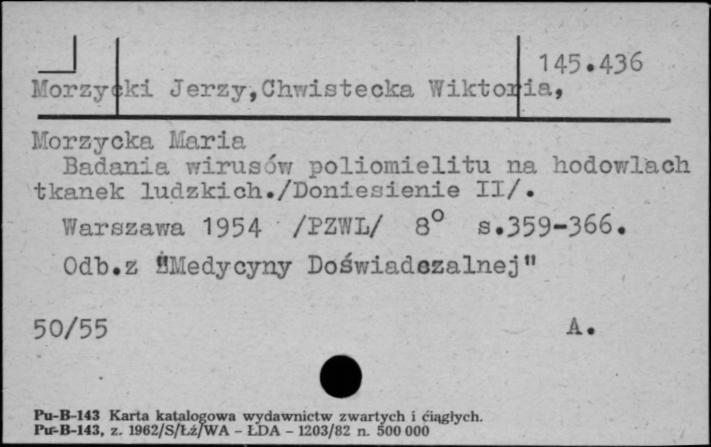 145.436
Morzycki Jerzy,Chwistecka Wiktoria,
Morzycka Maria
Badania wirusów poliomielitu na hodowlach
tkanek ludzkich./Doniesienie II/.
Warszawa 1954 /PZWL/ 8° s.359-366.
Odb.z "Medycyny Doświadczalnej"
50/55 A.
Pu-B-143 Karta katalogowa wydawnictw zwartych i ciągłych.
Pu-B-143, z. 1962/S/Łź/WA - ŁDA - 1203/82 n. 500 000